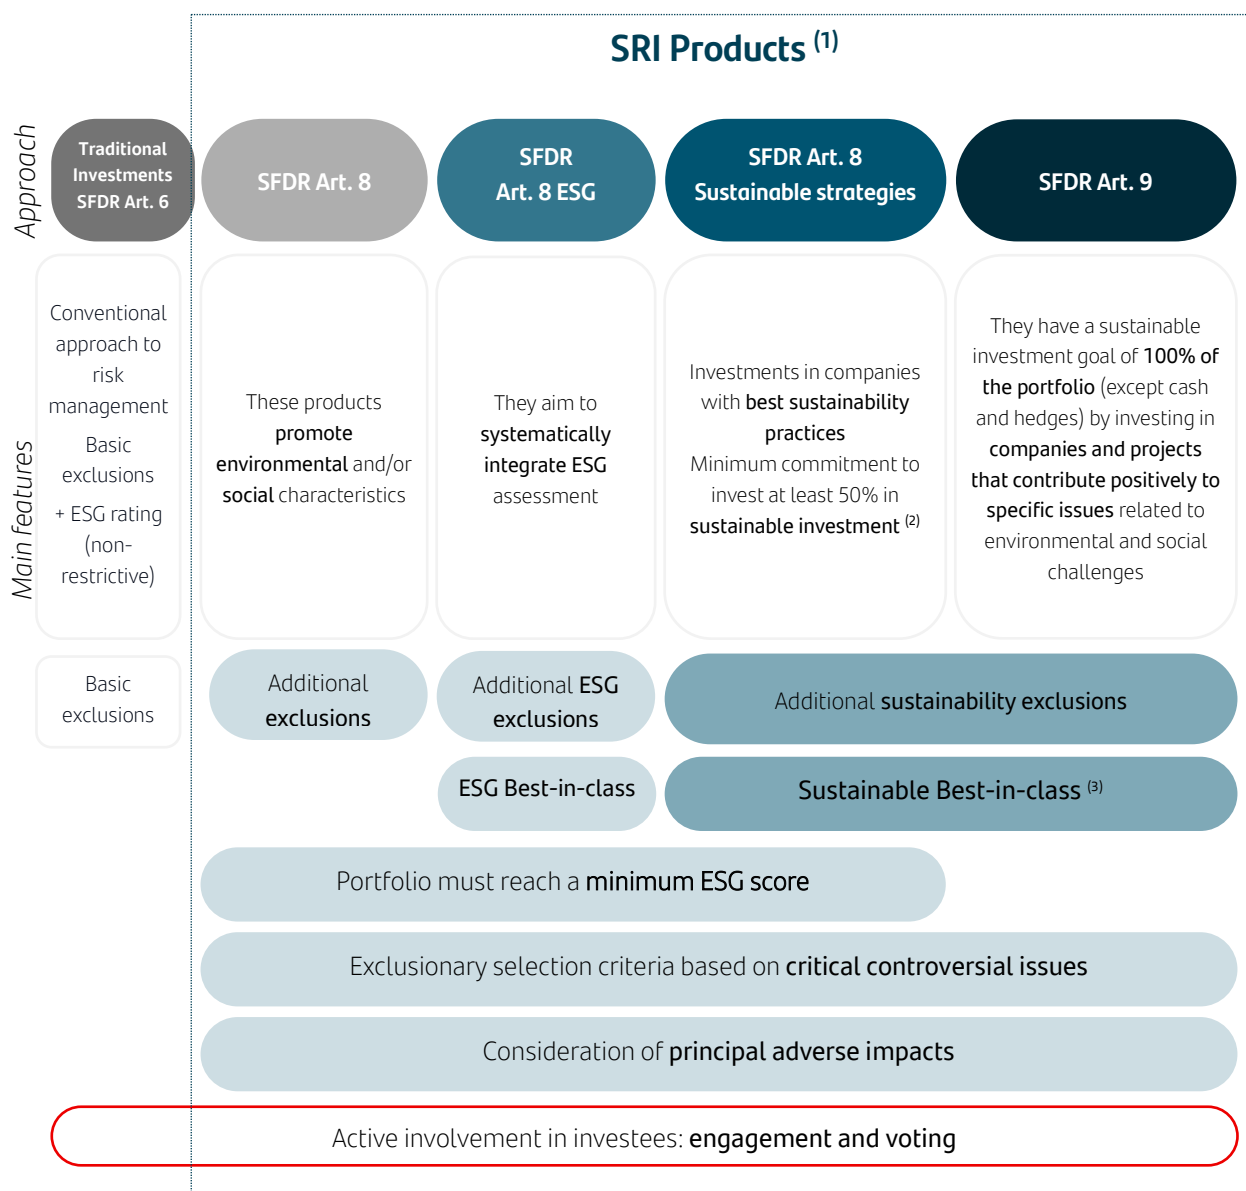 SRI Products (1)
Approach
Traditional
Investments
SFDR Art. 6
SFDR Art. 8
SFDR
Art. 8 ESG
SFDR Art. 8
Sustainable strategies
SFDR Art. 9
Main features
Conventional
approach to
risk
management
Basic
exclusions
+ ESG rating
(non-
restrictive)
These products
promote
environmental and/or
social characteristics
They aim to
systematically
integrate ESG
assessment
Investments in companies
with best sustainability
practices
Minimum commitment to
invest at least 50% in
sustainable investment (2)
They have a sustainable
investment goal of 100% of
the portfolio (except cash
and hedges) by investing in
companies and projects
that contribute positively to
specific issues related to
environmental and social
challenges
Basic
exclusions
Additional
exclusions
Additional ESG
exclusions
Additional sustainability exclusions
ESG Best-in-class
Sustainable Best-in-class (3)
Portfolio must reach a minimum ESG score
Exclusionary selection criteria based on critical controversial issues
Consideration of principal adverse impacts
Active involvement in investees: engagement and voting